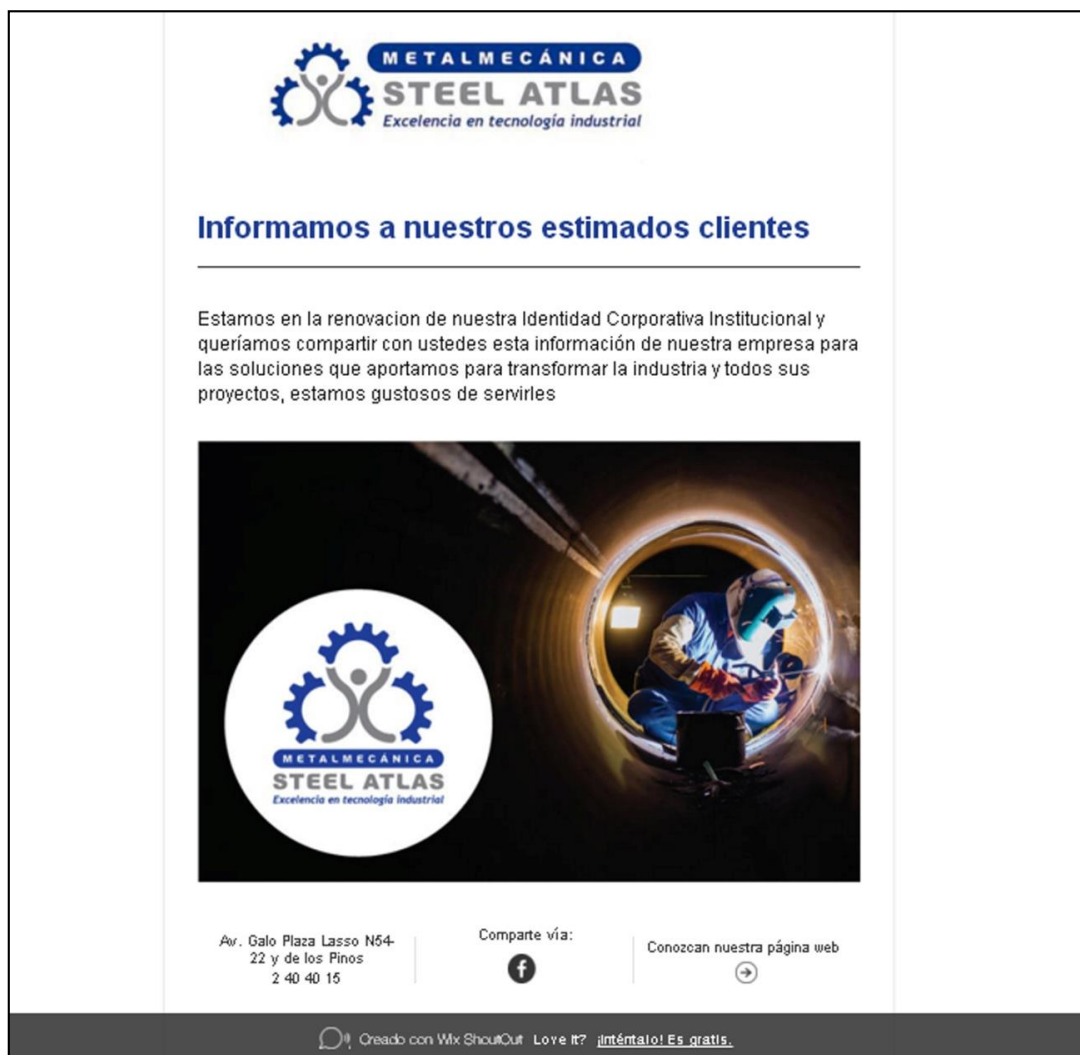 METALMECÁNICA
STEEL ATLAS
Excelencia en tecnología industrial
Informamos a nuestros estimados clientes
Estamos en la renovacion de nuestra Identidad Corporativa Institucional y
queríamos compartir con ustedes esta información de nuestra empresa para
las soluciones que aportamos para transformar la industria y todos sus
proyectos, estamos gustosos de servirles
METALMECÁNICA
STEEL ATLAS
Excelencia en tecnología industrial
Av. Galo Plaza Lasso N54-
22 y de los Pinos
2 40 40 15
Comparte vía:
f
Conozcan nuestra página web
Creado con Wix ShoutOut Love It? ¡Inténtalo! Es gratis.